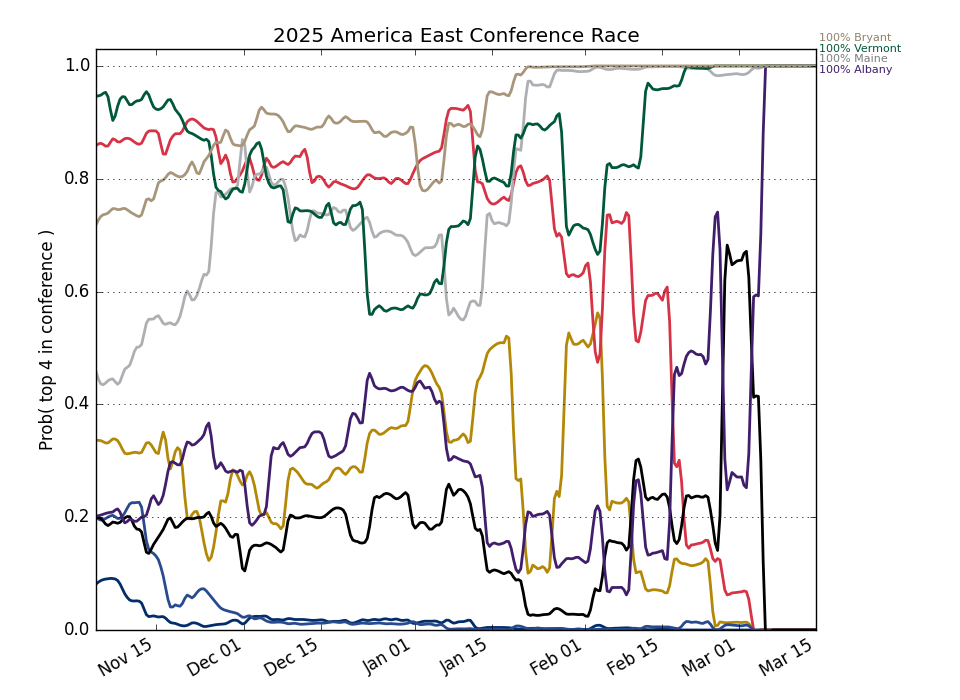 2025 America East Conference Race
100% Bryant
100% Vermont
100% Maine
100% Albany
Prob( top 4 in conference )
1.0
0.8
0.6
0.4
0.2
0.0
Nov 15
Dec 01
Dec 15
Jan 01
Jan 15
Feb 01
Feb 15
Mar 01
Mar 15